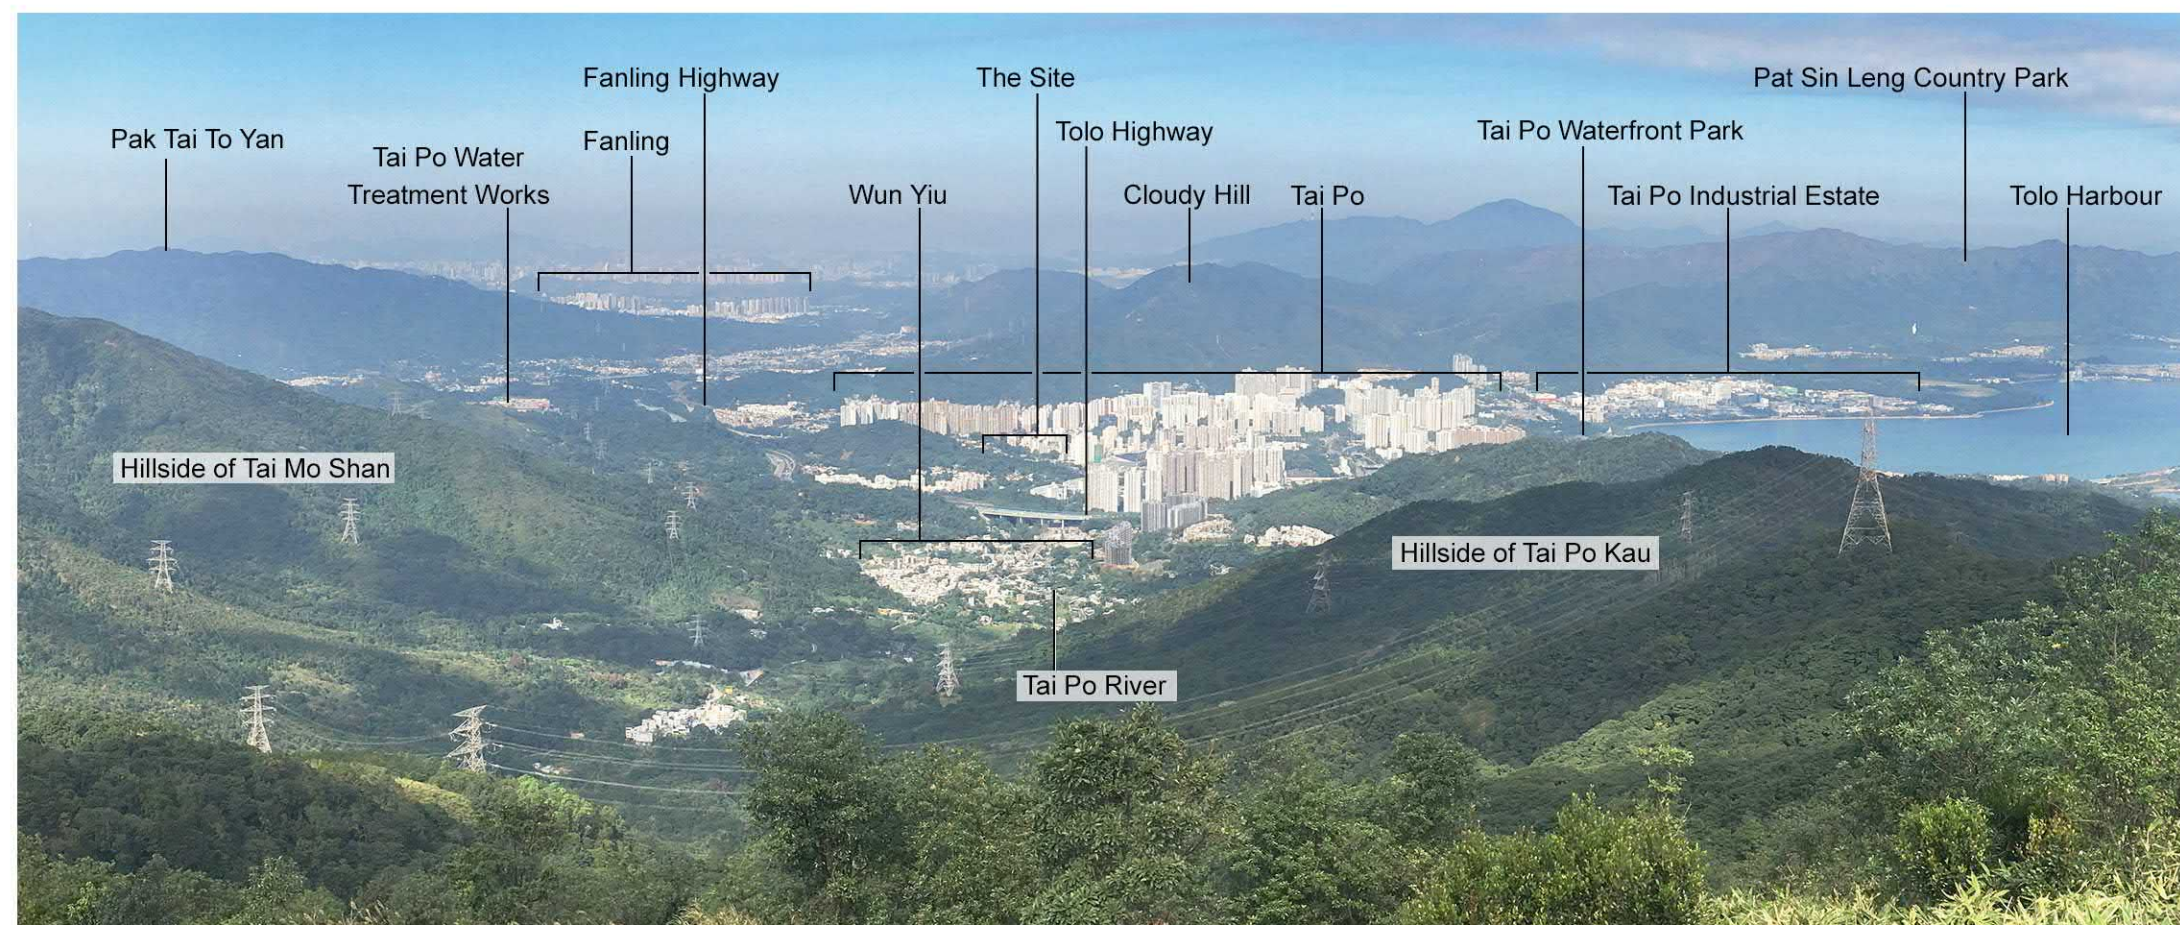 Fanling Highway
The Site
Pat Sin Leng Country Park
Pak Tai To Yan
Fanling
Tolo Highway
Tai Po Waterfront Park
Tai Po Water
Treatment Works
Wun Yiu
Cloudy Hill
Tai Po
Tai Po Industrial Estate
Tolo Harbour
Hillside of Tai Mo Shan
Hillside of Tai Po Kau
Tai Po River